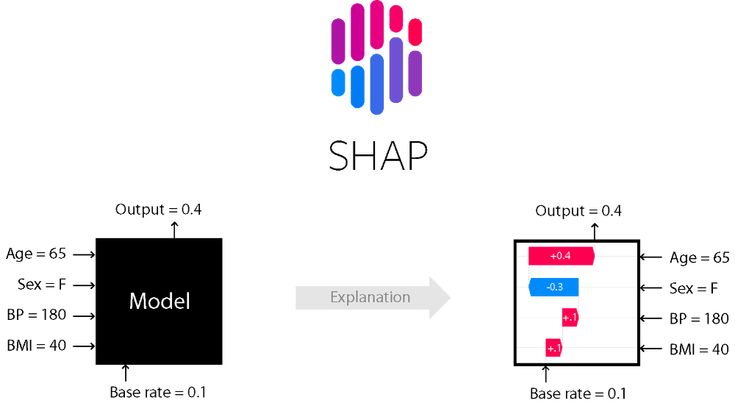 SHAP
Output = 0.4
Age = 65
Sex = F
BP = 180
BMI = 40
Model
Base rate = 0.1
Explanation
Output = 0.4
+0.4
-0.3
+.1
+.1
Age = 65
Sex = F
BP = 180
BMI = 40
Base rate = 0.1